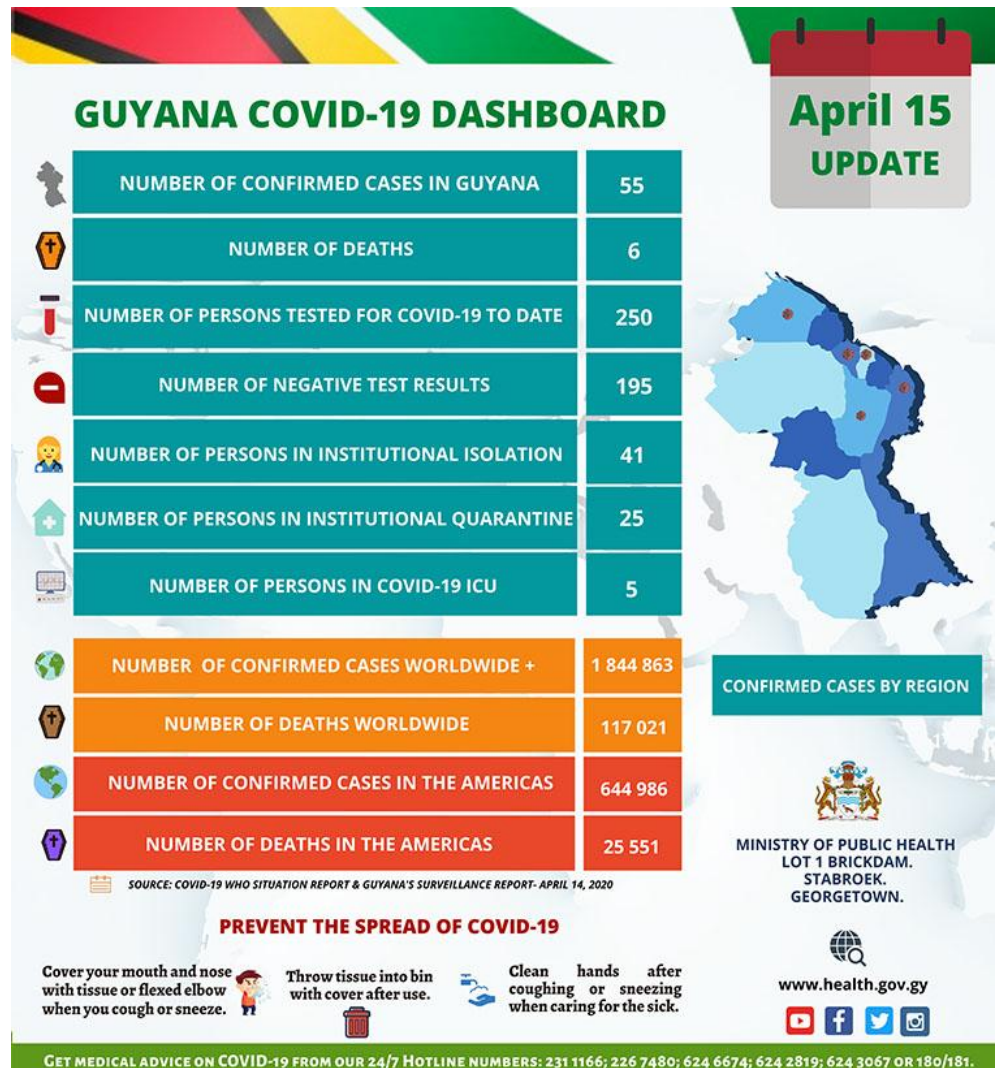 April 15
UPDATE
GUYANA COVID-19 DASHBOARD
NUMBER OF CONFIRMED CASES IN GUYANA 55
NUMBER OF DEATHS 6
NUMBER OF PERSONS TESTED FOR COVID-19 TO DATE 250
NUMBER OF NEGATIVE TEST RESULTS 195
NUMBER OF PERSONS IN INSTITUTIONAL ISOLATION 41
NUMBER OF PERSONS IN INSTITUTIONAL QUARANTINE 25
NUMBER OF PERSONS IN COVID-19 ICU 5
NUMBER OF CONFIRMED CASES WORLDWIDE + 1 844 863
NUMBER OF DEATHS WORLDWIDE 117 021
NUMBER OF CONFIRMED CASES IN THE AMERICAS 644 986
NUMBER OF DEATHS IN THE AMERICAS 25 551
SOURCE: COVID-19 WHO SITUATION REPORT & GUYANA'S SURVEILLANCE REPORT- APRIL 14, 2020
CONFIRMED CASES BY REGION
MINISTRY OF PUBLIC HEALTH
LOT 1 BRICKDAM.
STABROEK.
GEORGETOWN.
www.health.gov.gy
PREVENT THE SPREAD OF COVID-19
Cover your mouth and nose
with tissue or flexed elbow
when you cough or sneeze.
Throw tissue into bin
with cover after use.
Clean hands after
coughing or sneezing
when caring for the sick.
GET MEDICAL ADVICE ON COVID-19 FROM OUR 24/7 HOTLINE NUMBERS: 231 1166; 226 7480; 624 6674; 624 2819; 624 3067 OR 180/181.